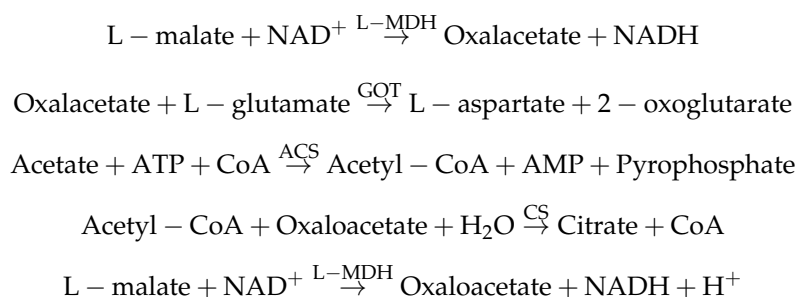 L − malate + NAD⁺ →^{L−MDH} Oxalacetate + NADH
Oxalacetate + L − glutamate →^{GOT} L − aspartate + 2 − oxoglutarate
Acetate + ATP + CoA →^{ACS} Acetyl − CoA + AMP + Pyrophosphate
Acetyl − CoA + Oxaloacetate + H₂O →^{CS} Citrate + CoA
L − malate + NAD⁺ →^{L−MDH} Oxaloacetate + NADH + H⁺